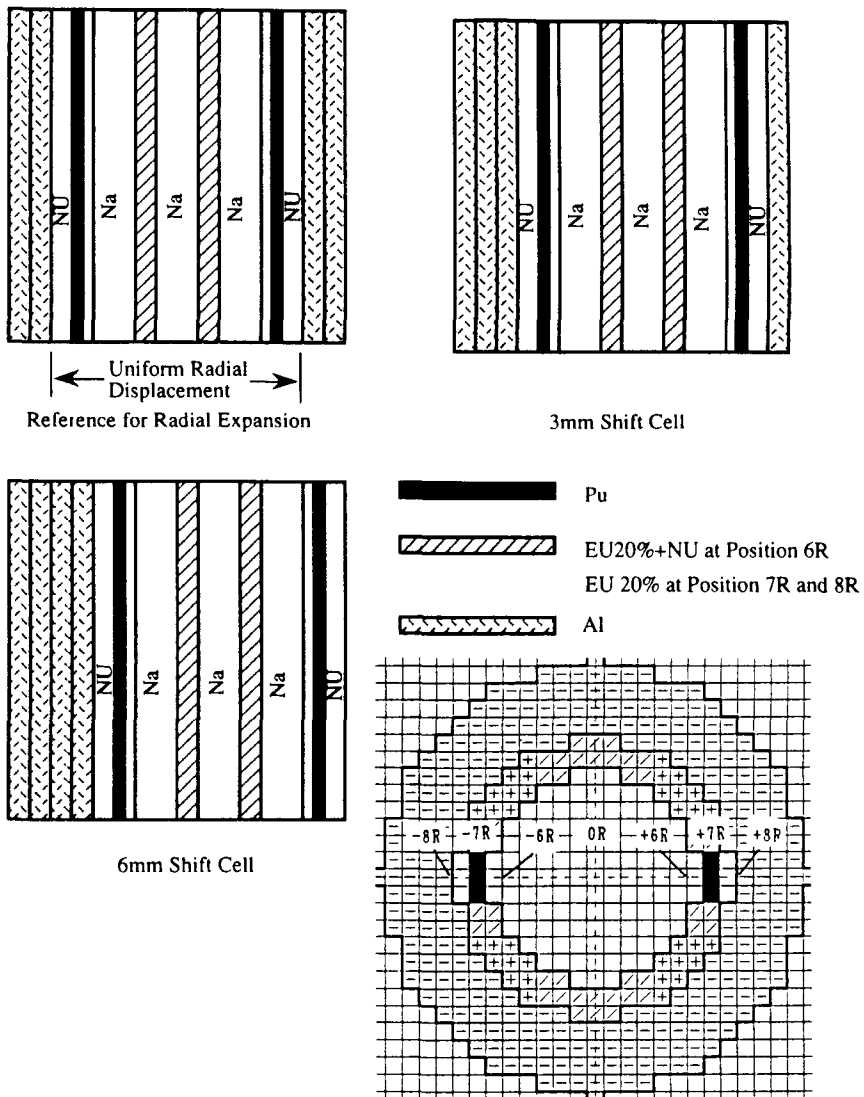 NU
Na
Na
Na
NU
Uniform Radial
Displacement
Reference for Radial Expansion
NU
Na
Na
Na
NU
3mm Shift Cell
NU
Na
Na
Na
NU
6mm Shift Cell
Pu
EU20%+NU at Position 6R
EU 20% at Position 7R and 8R
Al
-8R -7R -6R 0R +6R +7R +8R